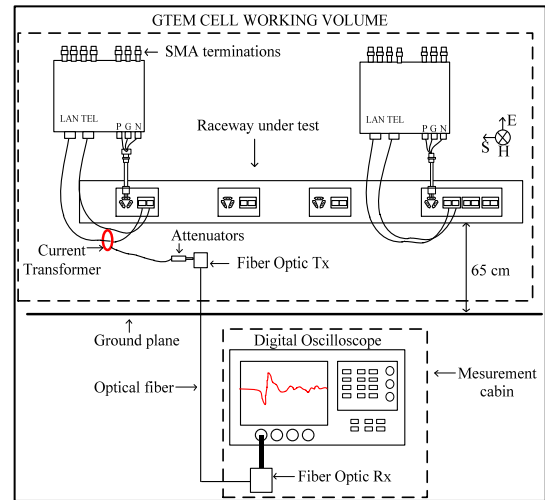 GTEM CELL WORKING VOLUME
SMA terminations
LAN TEL
P G N
LAN TEL
P G N
Raceway under test
E
S
H
Attenuators
Current
Transformer
Fiber Optic Tx
65 cm
Ground plane
Digital Oscilloscope
Optical fiber
Mesurement
cabin
Fiber Optic Rx